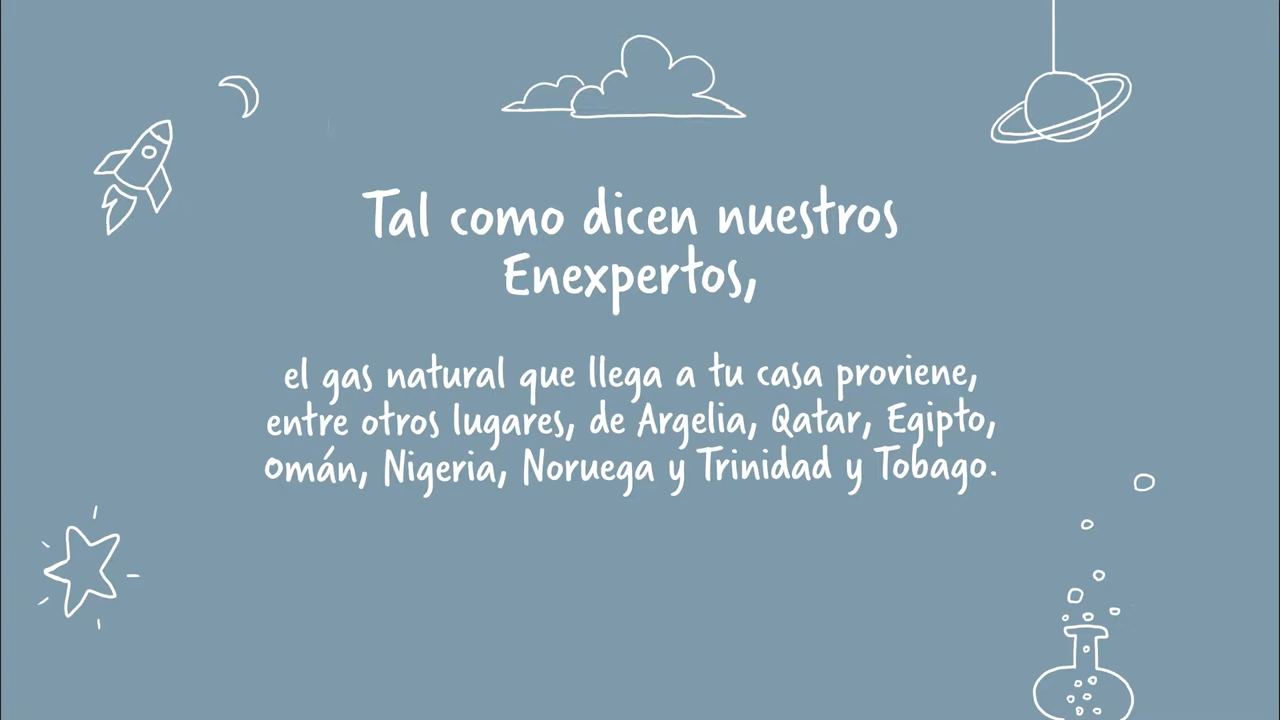 Tal como dicen nuestros
Enexpertos,
el gas natural que llega a tu casa proviene,
entre otros lugares, de Argelia, Qatar, Egipto,
Omán, Nigeria, Noruega y Trinidad y Tobago.